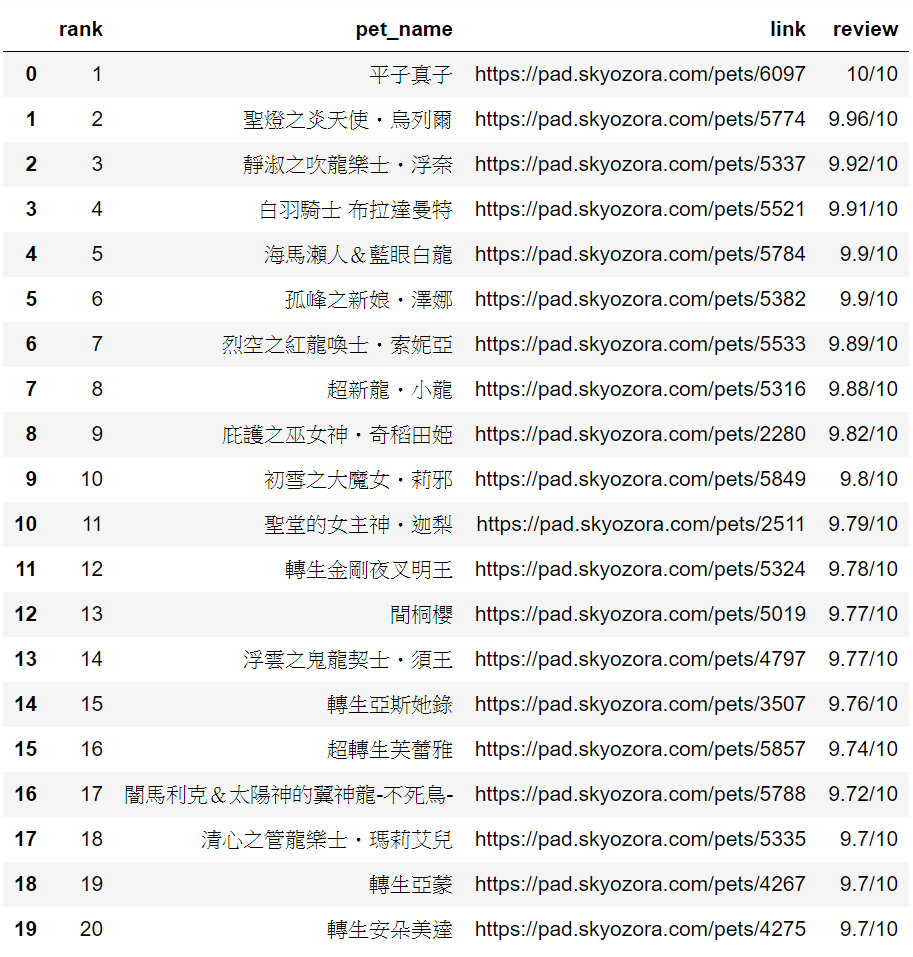 rank pet_name link review
0 1 平子真子 https://pad.skyozora.com/pets/6097 10/10
1 2 聖燈之炎天使・烏列爾 https://pad.skyozora.com/pets/5774 9.96/10
2 3 靜淑之吹龍樂士・浮奈 https://pad.skyozora.com/pets/5337 9.92/10
3 4 白羽騎士 布拉達曼特 https://pad.skyozora.com/pets/5521 9.91/10
4 5 海馬瀨人＆藍眼白龍 https://pad.skyozora.com/pets/5784 9.9/10
5 6 孤峰之新娘・澤娜 https://pad.skyozora.com/pets/5382 9.9/10
6 7 烈空之紅龍喚士・索妮亞 https://pad.skyozora.com/pets/5533 9.89/10
7 8 超新龍・小龍 https://pad.skyozora.com/pets/5316 9.88/10
8 9 庇護之巫女神・奇稻田姬 https://pad.skyozora.com/pets/2280 9.82/10
9 10 初雪之大魔女・莉邪 https://pad.skyozora.com/pets/5849 9.8/10
10 11 聖堂的女主神・迦梨 https://pad.skyozora.com/pets/2511 9.79/10
11 12 轉生金剛夜叉明王 https://pad.skyozora.com/pets/5324 9.78/10
12 13 間桐櫻 https://pad.skyozora.com/pets/5019 9.77/10
13 14 浮雲之鬼龍契士・須王 https://pad.skyozora.com/pets/4797 9.77/10
14 15 轉生亞斯她錄 https://pad.skyozora.com/pets/3507 9.76/10
15 16 超轉生芙蕾雅 https://pad.skyozora.com/pets/5857 9.74/10
16 17 闇馬利克＆太陽神的翼神龍-不死鳥- https://pad.skyozora.com/pets/5788 9.72/10
17 18 清心之管龍樂士・瑪莉艾兒 https://pad.skyozora.com/pets/5335 9.7/10
18 19 轉生亞蒙 https://pad.skyozora.com/pets/4267 9.7/10
19 20 轉生安朵美達 https://pad.skyozora.com/pets/4275 9.7/10